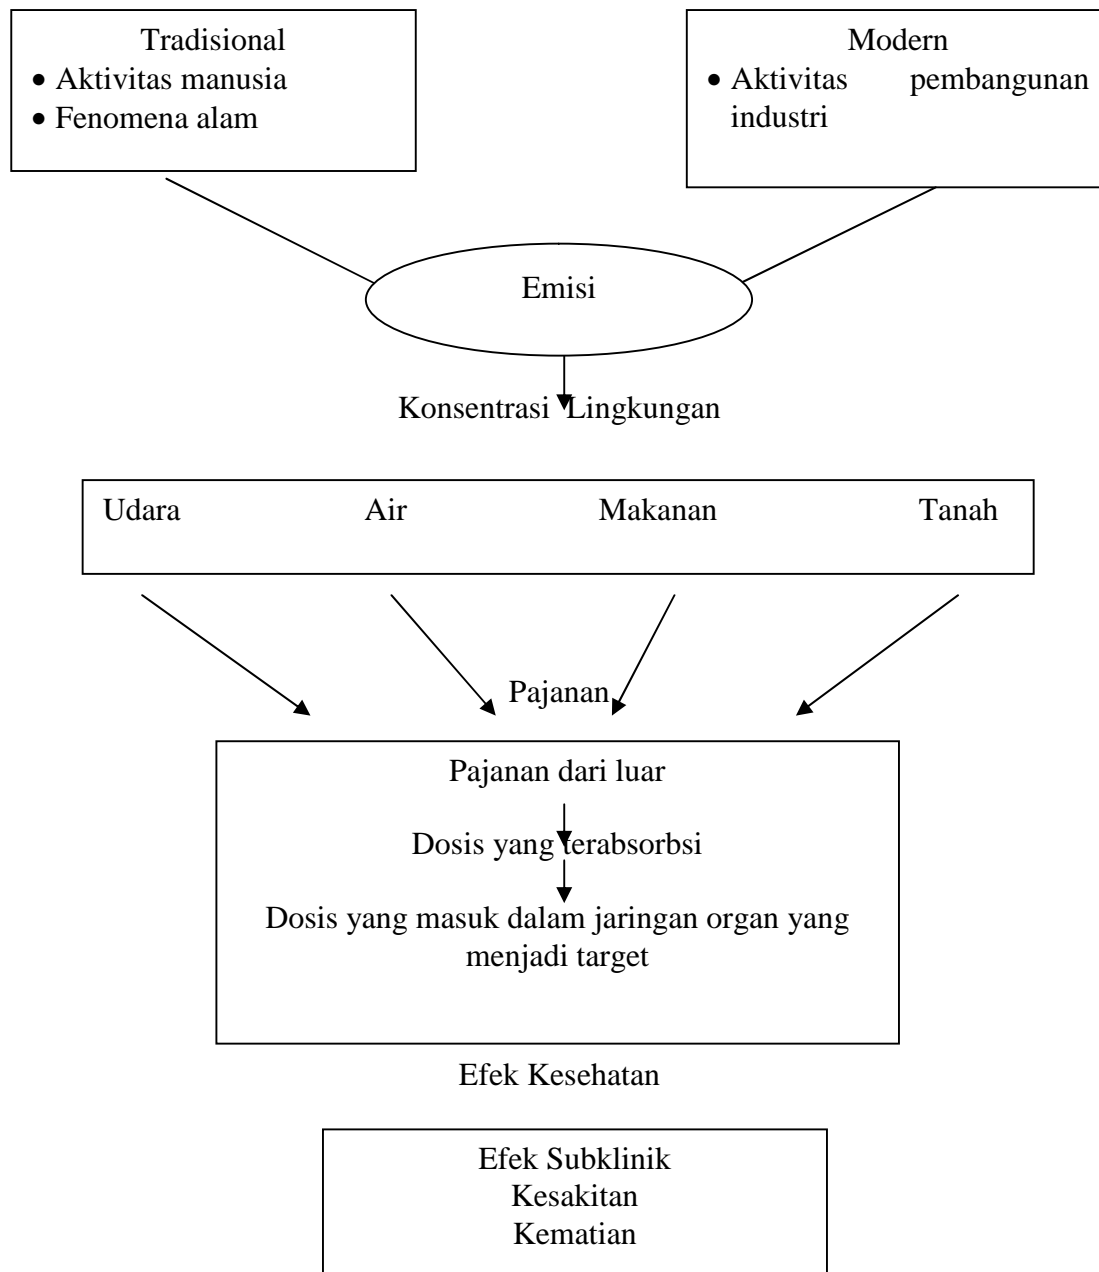 Tradisional
• Aktivitas manusia
• Fenomena alam
Modern
• Aktivitas pembangunan
industri
Emisi
Konsentrasi Lingkungan
Udara Air Makanan Tanah
Pajanan
Pajanan dari luar
Dosis yang terabsorbsi
Dosis yang masuk dalam jaringan organ yang
menjadi target
Efek Kesehatan
Efek Subklinik
Kesakitan
Kematian